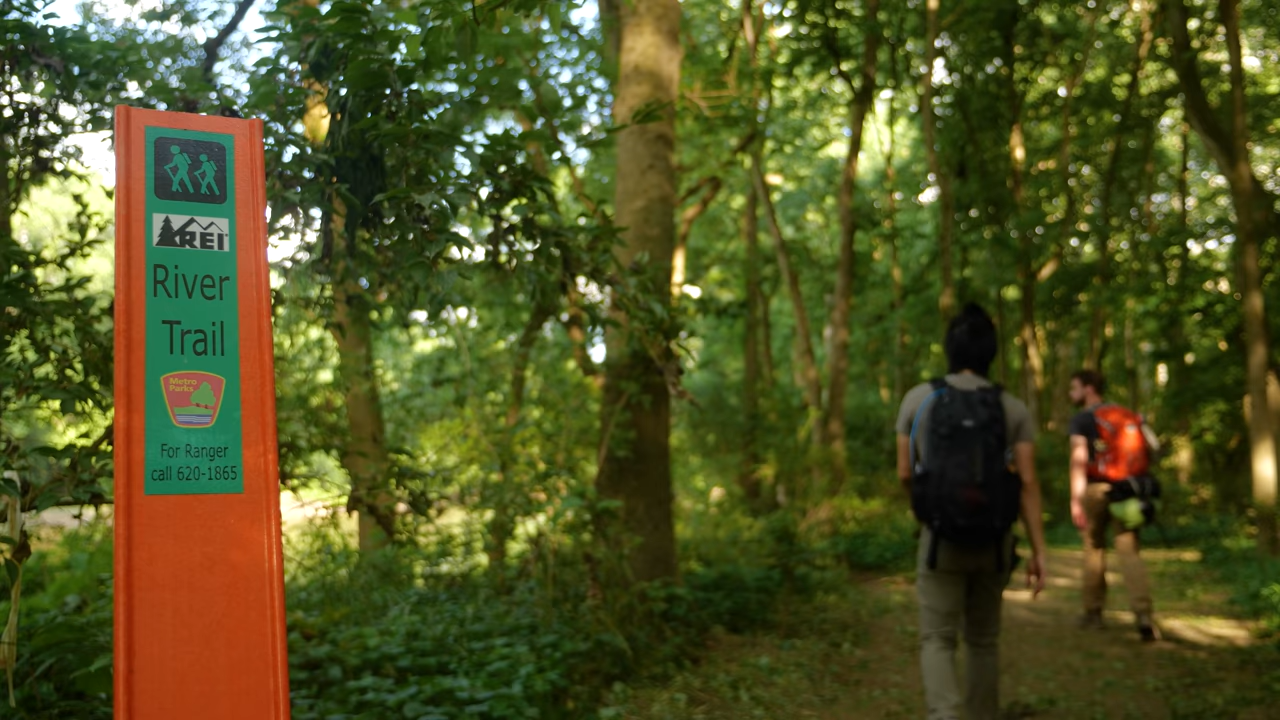 REI
River
Trail
Metro
Parks
For Ranger
call 620-1865